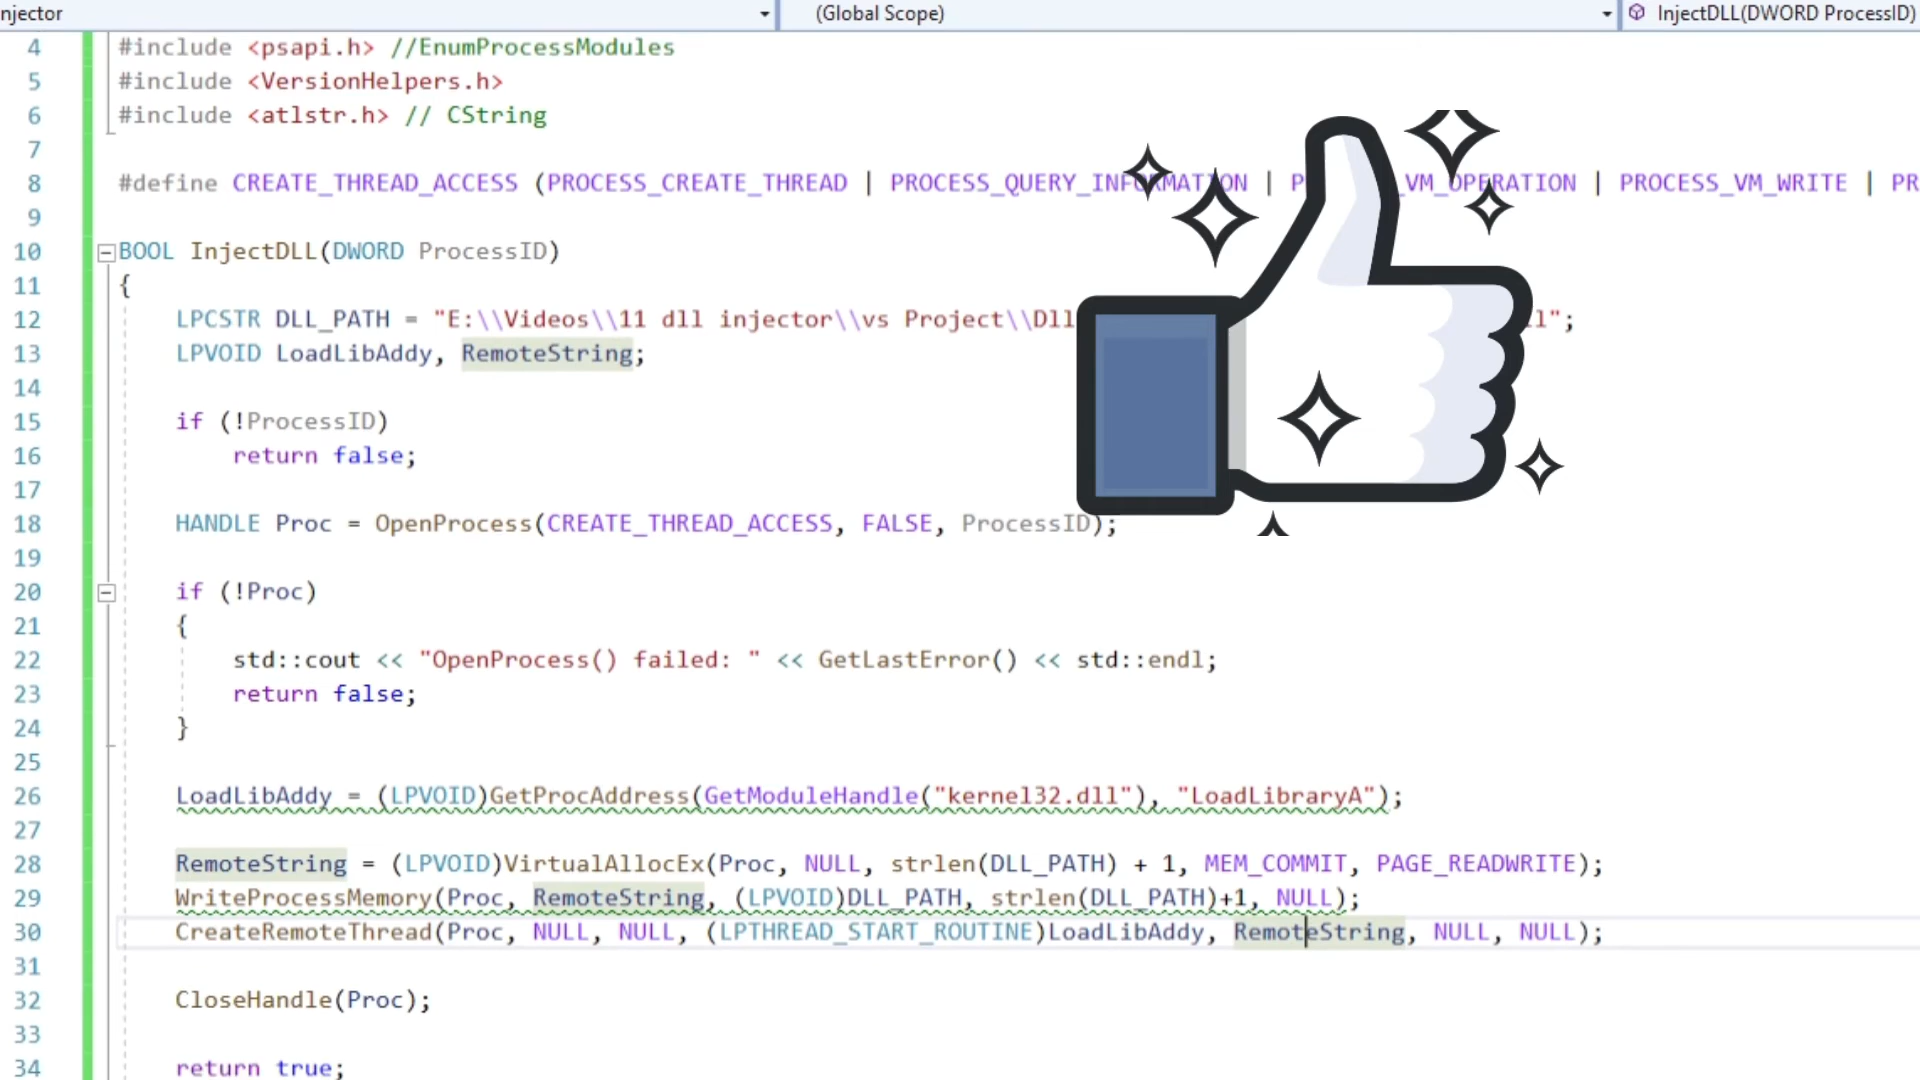 njector (Global Scope) InjectDLL(DWORD ProcessID)
4 #include <psapi.h> //EnumProcessModules
5 #include <VersionHelpers.h>
6 #include <atlstr.h> // CString
7
8 #define CREATE_THREAD_ACCESS (PROCESS_CREATE_THREAD | PROCESS_QUERY_INFORMATION | P VM_OPERATION | PROCESS_VM_WRITE | PR
9
10 BOOL InjectDLL(DWORD ProcessID)
11 {
12 LPCSTR DLL_PATH = "E:\\Videos\\11 dll injector\\vs Project\\Dll l";
13 LPVOID LoadLibAddy, RemoteString;
14
15 if (!ProcessID)
16 return false;
17
18 HANDLE Proc = OpenProcess(CREATE_THREAD_ACCESS, FALSE, ProcessID);
19
20 if (!Proc)
21 {
22 std::cout << "OpenProcess() failed: " << GetLastError() << std::endl;
23 return false;
24 }
25
26 LoadLibAddy = (LPVOID)GetProcAddress(GetModuleHandle("kernel32.dll"), "LoadLibraryA");
27
28 RemoteString = (LPVOID)VirtualAllocEx(Proc, NULL, strlen(DLL_PATH) + 1, MEM_COMMIT, PAGE_READWRITE);
29 WriteProcessMemory(Proc, RemoteString, (LPVOID)DLL_PATH, strlen(DLL_PATH)+1, NULL);
30 CreateRemoteThread(Proc, NULL, NULL, (LPTHREAD_START_ROUTINE)LoadLibAddy, RemoteString, NULL, NULL);
31
32 CloseHandle(Proc);
33
34 return true;